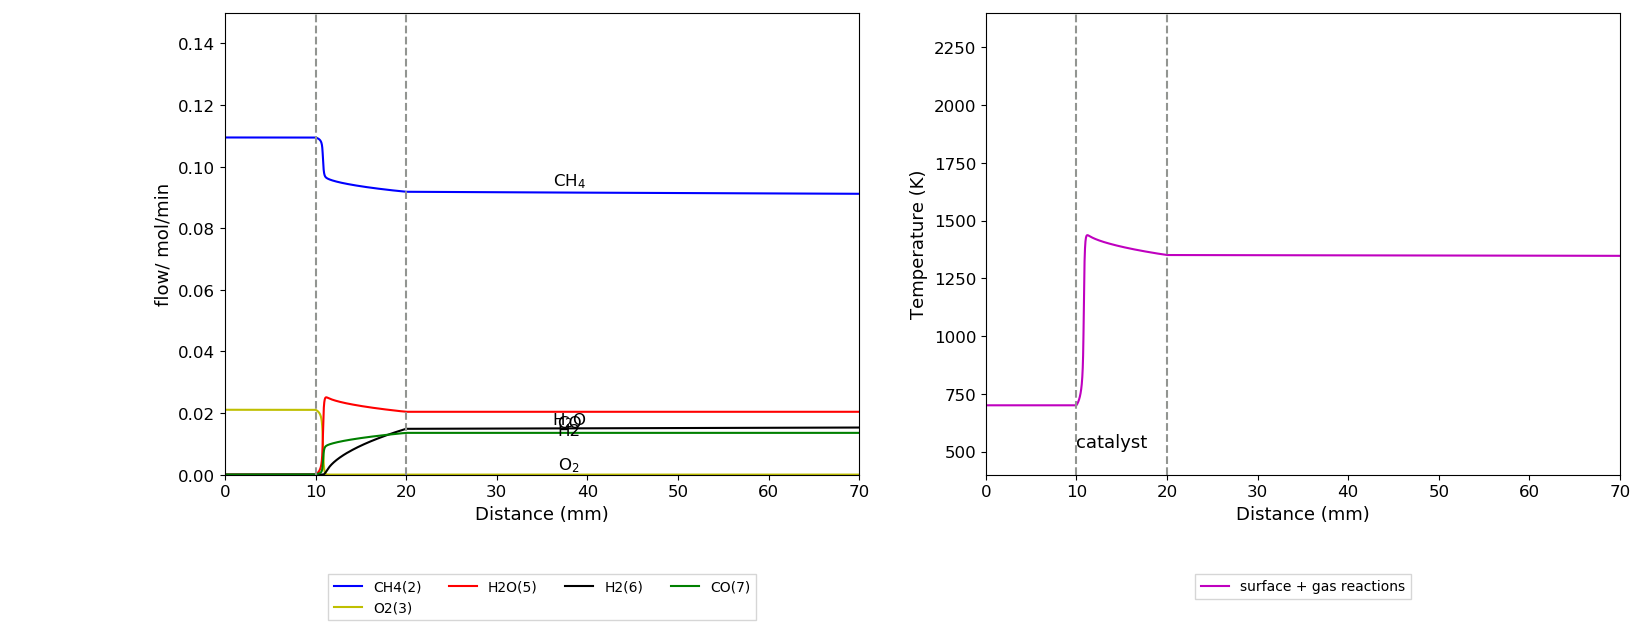 0.14
0.12
0.10
0.08
0.06
0.04
0.02
0.00
flow/ mol/min
0 10 20 30 40 50 60 70
Distance (mm)
CH4
H2O
CO
H2
O2
CH4(2) H2O(5) H2(6) CO(7)
O2(3)
2250
2000
1750
1500
1250
1000
750
500
Temperature (K)
catalyst
0 10 20 30 40 50 60 70
Distance (mm)
surface + gas reactions